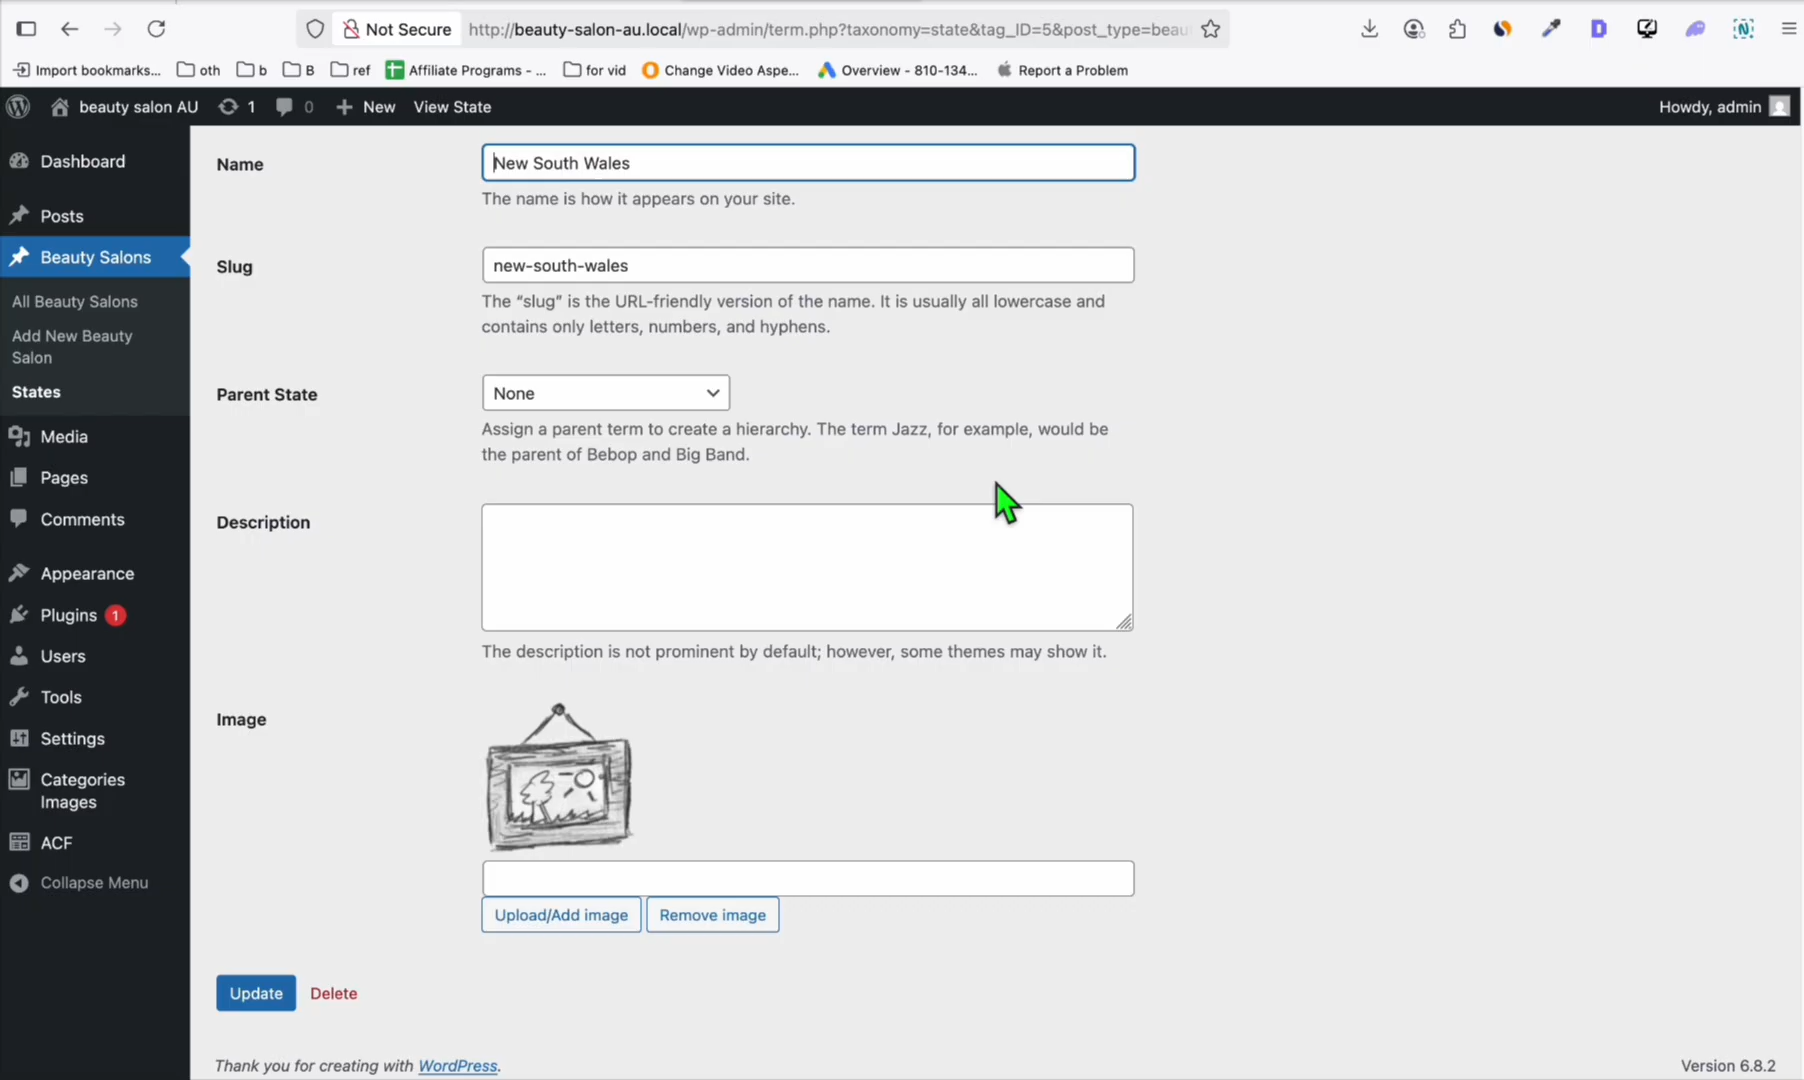 Not Secure
http://beauty-salon-au.local/wp-admin/term.php?taxonomy=state&tag_ID=5&post_type=beau
Import bookmarks...
oth
b
B
ref
Affiliate Programs - ...
for vid
Change Video Aspe...
Overview - 810-134...
Report a Problem
beauty salon AU
1
0
New
View State
Howdy, admin
Dashboard
Posts
Beauty Salons
All Beauty Salons
Add New Beauty
Salon
States
Media
Pages
Comments
Appearance
Plugins 1
Users
Tools
Settings
Categories
Images
ACF
Collapse Menu
Name
New South Wales
The name is how it appears on your site.
Slug
new-south-wales
The “slug” is the URL-friendly version of the name. It is usually all lowercase and
contains only letters, numbers, and hyphens.
Parent State
None
Assign a parent term to create a hierarchy. The term Jazz, for example, would be
the parent of Bebop and Big Band.
Description
The description is not prominent by default; however, some themes may show it.
Image
Upload/Add image
Remove image
Update
Delete
Thank you for creating with WordPress.
Version 6.8.2